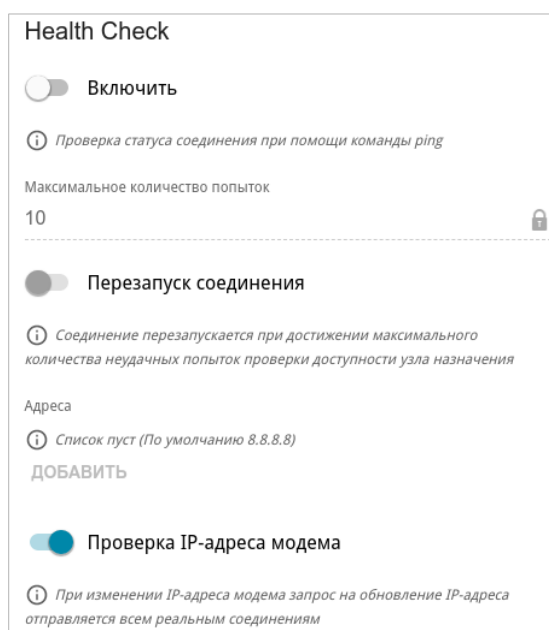 Health Check
Включить
Проверка статуса соединения при помощи команды ping
Максимальное количество попыток
10
Перезапуск соединения
Соединение перезапускается при достижении максимального
количества неудачных попыток проверки доступности узла назначения
Адреса
Список пуст (По умолчанию 8.8.8.8)
ДОБАВИТЬ
Проверка IP-адреса модема
При изменении IP-адреса модема запрос на обновление IP-адреса
отправляется всем реальным соединениям